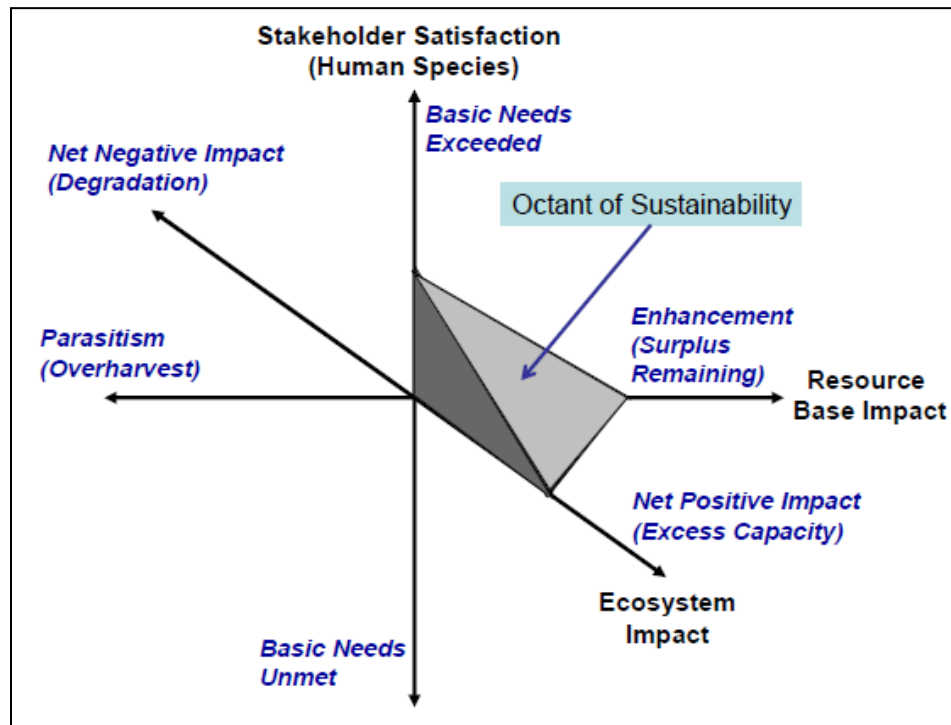 Stakeholder Satisfaction
(Human Species)
Basic Needs
Exceeded
Net Negative Impact
(Degradation)
Octant of Sustainability
Parasitism
(Overharvest)
Enhancement
(Surplus
Remaining)
Resource
Base Impact
Net Positive Impact
(Excess Capacity)
Ecosystem
Impact
Basic Needs
Unmet